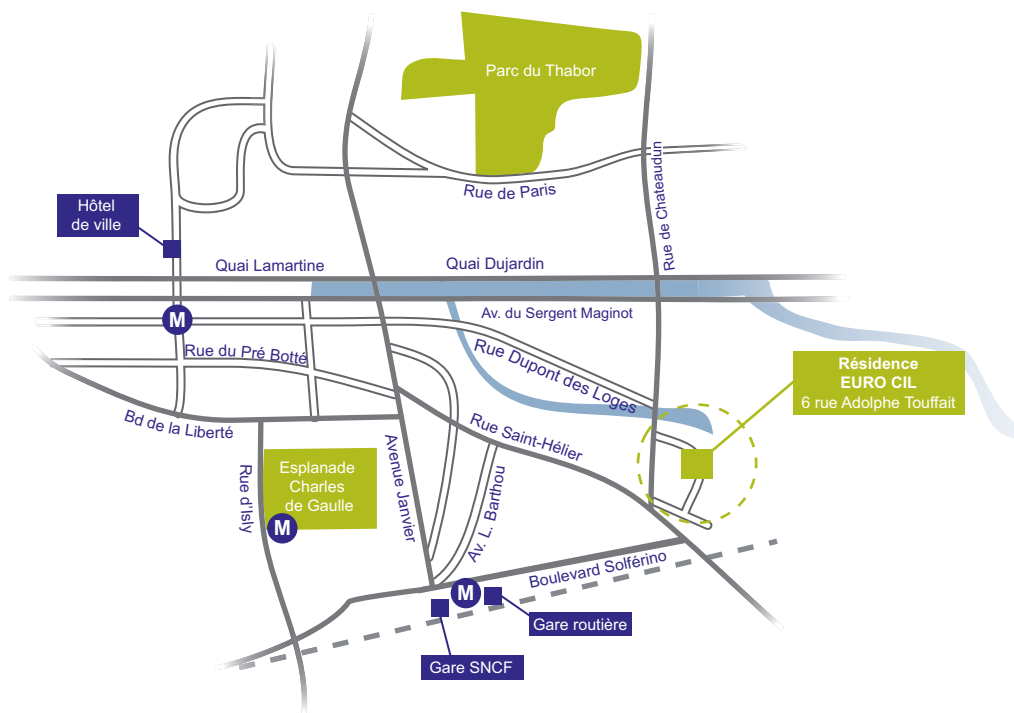 Parc du Thabor
Rue de Paris
Rue de Chateaudun
Hôtel
de ville
Quai Lamartine
Quai Dujardin
Av. du Sergent Maginot
M
Rue du Pré Botté
Rue Dupont des Loges
Résidence
EURO CIL
6 rue Adolphe Touffait
Bd de la Liberté
Rue Saint-Hélier
Avenue Janvier
Rue d'Isly
Esplanade
Charles
de Gaulle
M
Av. L. Barthou
Boulevard Solférino
M
Gare routière
Gare SNCF